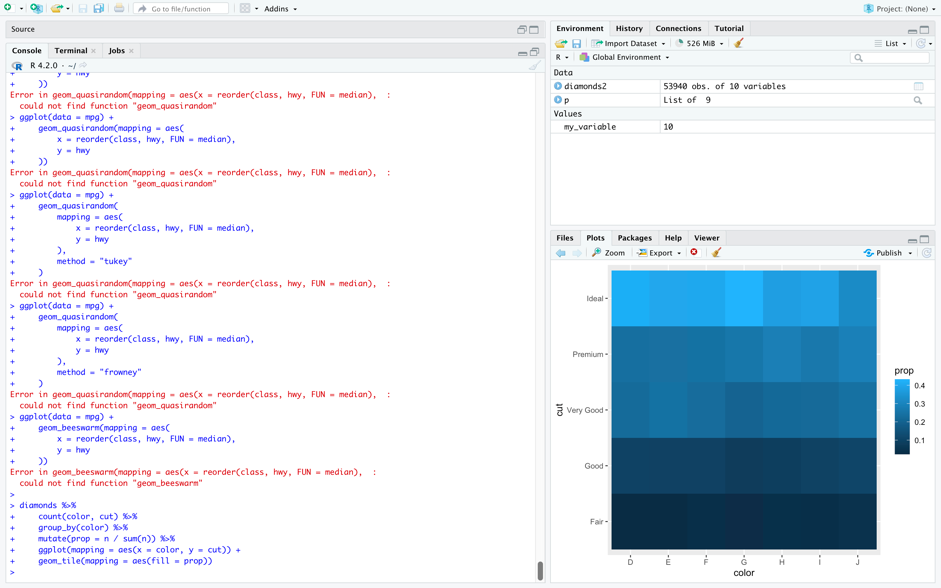 Go to file/function
Addins
Project: (None)
Source
Console
Terminal
Jobs
R 4.2.0 · ~/
+         y = hwy
+     ))
Error in geom_quasirandom(mapping = aes(x = reorder(class, hwy, FUN = median),  :
  could not find function "geom_quasirandom"
> ggplot(data = mpg) +
+     geom_quasirandom(mapping = aes(
+         x = reorder(class, hwy, FUN = median),
+         y = hwy
+     ))
Error in geom_quasirandom(mapping = aes(x = reorder(class, hwy, FUN = median),  :
  could not find function "geom_quasirandom"
> ggplot(data = mpg) +
+     geom_quasirandom(
+         mapping = aes(
+             x = reorder(class, hwy, FUN = median),
+             y = hwy
+         ),
+         method = "tukey"
+     )
Error in geom_quasirandom(mapping = aes(x = reorder(class, hwy, FUN = median),  :
  could not find function "geom_quasirandom"
> ggplot(data = mpg) +
+     geom_quasirandom(
+         mapping = aes(
+             x = reorder(class, hwy, FUN = median),
+             y = hwy
+         ),
+         method = "frowney"
+     )
Error in geom_quasirandom(mapping = aes(x = reorder(class, hwy, FUN = median),  :
  could not find function "geom_quasirandom"
> ggplot(data = mpg) +
+     geom_beeswarm(mapping = aes(
+         x = reorder(class, hwy, FUN = median),
+         y = hwy
+     ))
Error in geom_beeswarm(mapping = aes(x = reorder(class, hwy, FUN = median),  :
  could not find function "geom_beeswarm"
>
> diamonds %>%
+     count(color, cut) %>%
+     group_by(color) %>%
+     mutate(prop = n / sum(n)) %>%
+     ggplot(mapping = aes(x = color, y = cut)) +
+     geom_tile(mapping = aes(fill = prop))
>
Environment
History
Connections
Tutorial
Import Dataset
526 MiB
List
R
Global Environment
Data
diamonds2
53940 obs. of 10 variables
p
List of  9
Values
my_variable
10
Files
Plots
Packages
Help
Viewer
Zoom
Export
Publish
Ideal
Premium
Very Good
Good
Fair
cut
D
E
F
G
H
I
J
color
prop
0.4
0.3
0.2
0.1